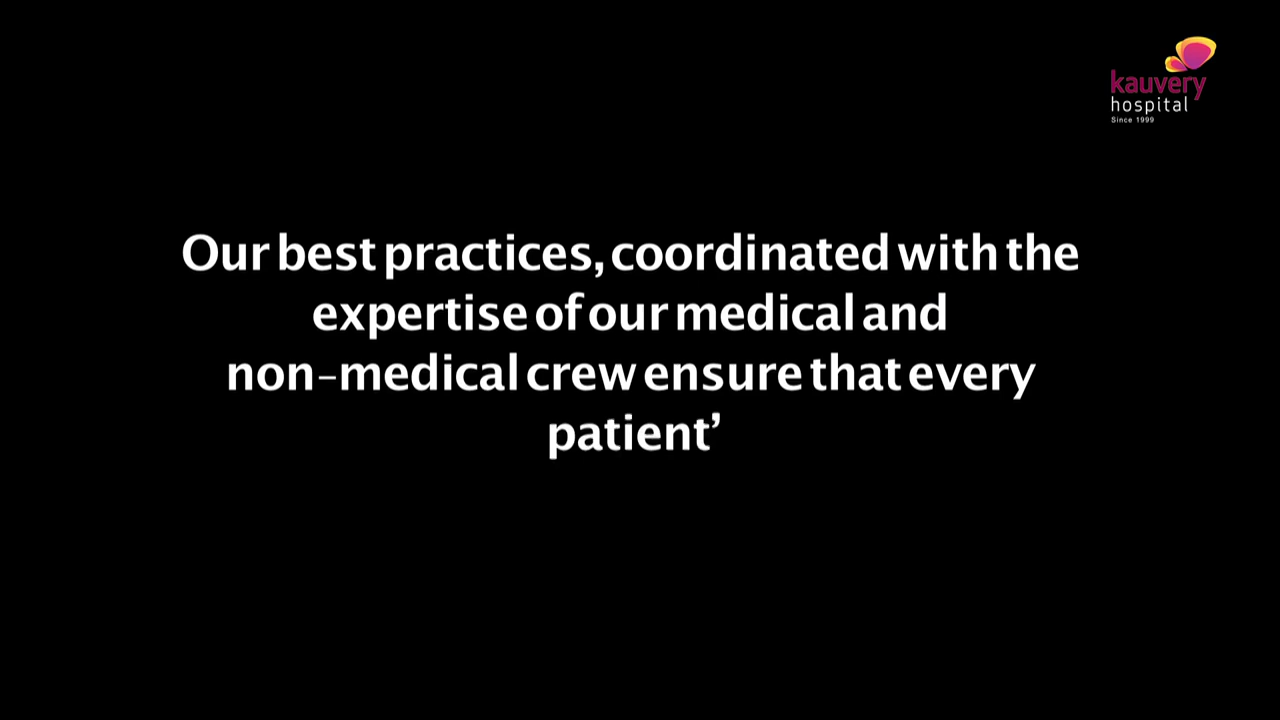 kauvery
hospital
Since 1999
Our best practices, coordinated with the
expertise of our medical and
non-medical crew ensure that every
patient’